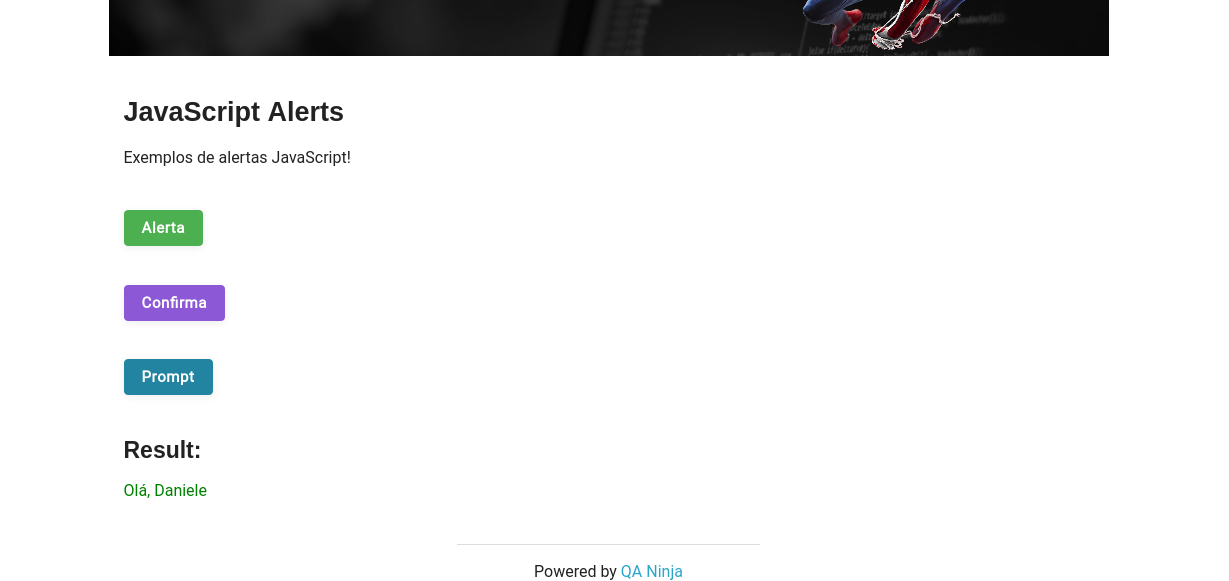 JavaScript Alerts
Exemplos de alertas JavaScript!
Alerta
Confirma
Prompt
Result:
Olá, Daniele
Powered by QA Ninja